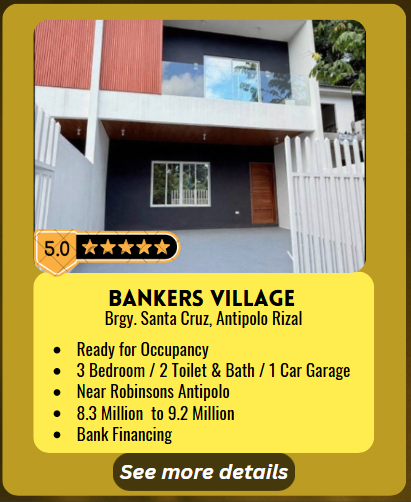 5.0
BANKERS VILLAGE
Brgy. Santa Cruz, Antipolo Rizal
• Ready for Occupancy
• 3 Bedroom / 2 Toilet & Bath / 1 Car Garage
• Near Robinsons Antipolo
• 8.3 Million to 9.2 Million
• Bank Financing
See more details